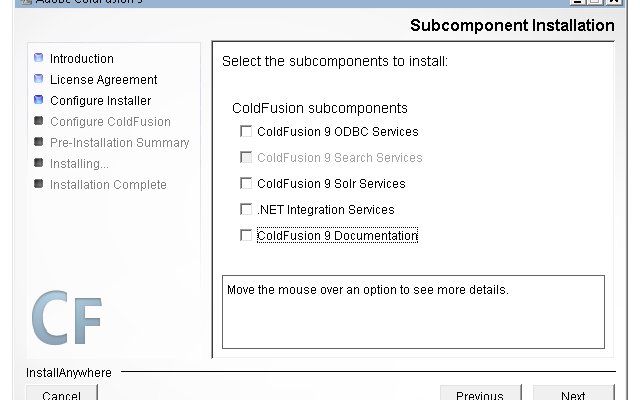 Adobe ColdFusion 9
Subcomponent Installation
Introduction
License Agreement
Configure Installer
Configure ColdFusion
Pre-Installation Summary
Installing...
Installation Complete
Select the subcomponents to install:
ColdFusion subcomponents
ColdFusion 9 ODBC Services
ColdFusion 9 Search Services
ColdFusion 9 Solr Services
.NET Integration Services
ColdFusion 9 Documentation
Move the mouse over an option to see more details.
CF
InstallAnywhere
Cancel
Previous
Next